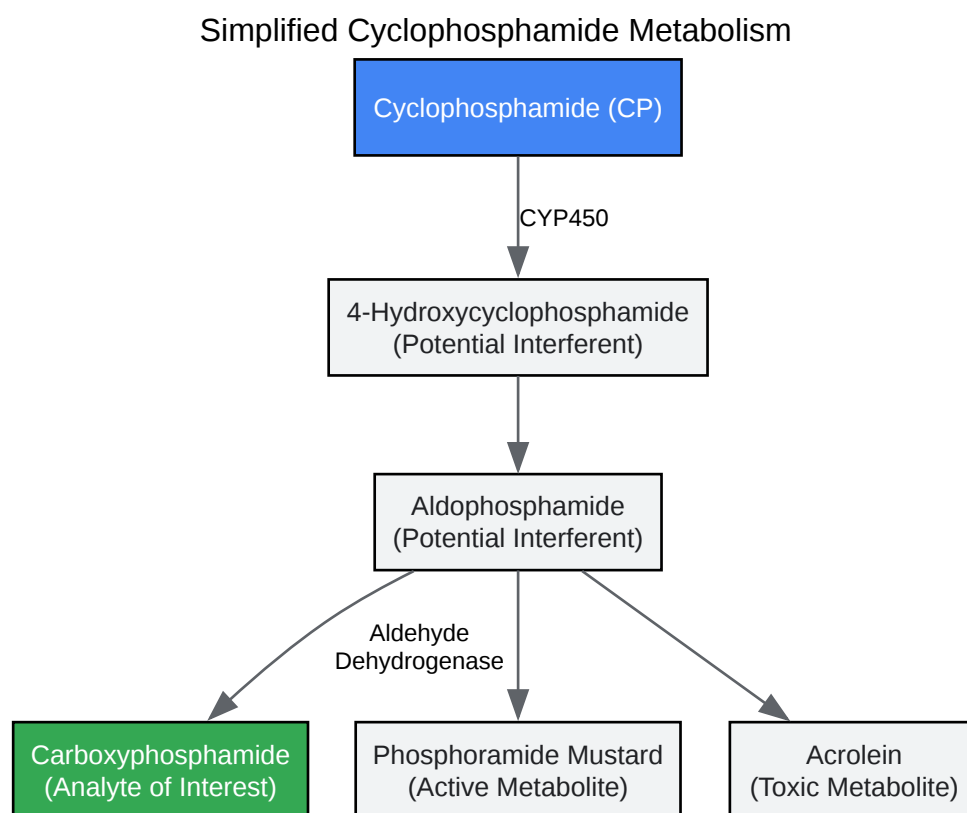 Simplified Cyclophosphamide Metabolism
Cyclophosphamide (CP)
CYP450
4-Hydroxycyclophosphamide
(Potential Interferent)
Aldophosphamide
(Potential Interferent)
Aldehyde
Dehydrogenase
Carboxyphosphamide
(Analyte of Interest)
Phosphoramide Mustard
(Active Metabolite)
Acrolein
(Toxic Metabolite)